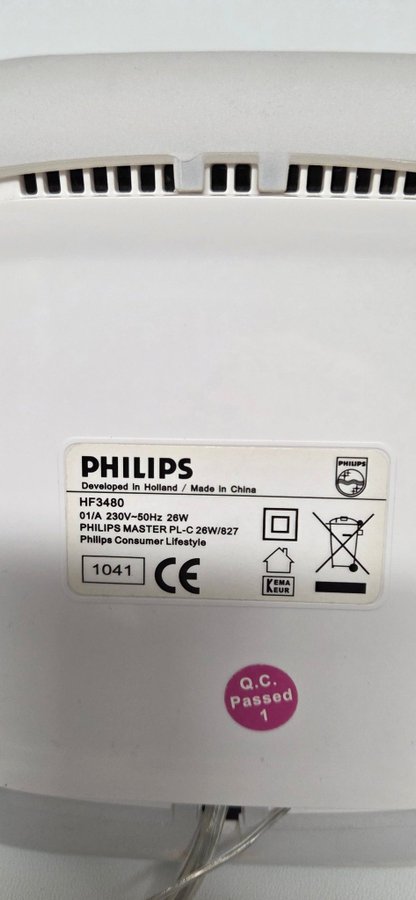 PHILIPS
Developed in Holland / Made in China
HF3480
01/A 230V~50Hz 26W
PHILIPS MASTER PL-C 26W/827
Philips Consumer Lifestyle
1041 CE
PHILIPS
KEMA
KEUR
Q.C.
Passed
1